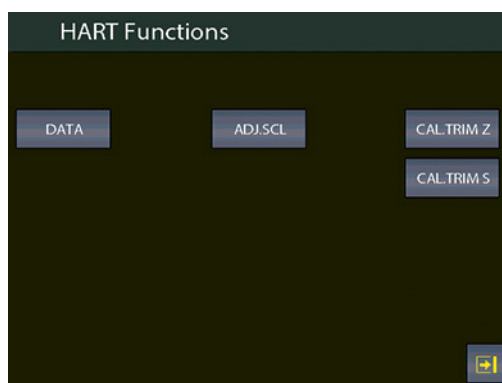 HART Functions
DATA
ADJ.SCL
CAL.TRIM Z
CAL.TRIM S